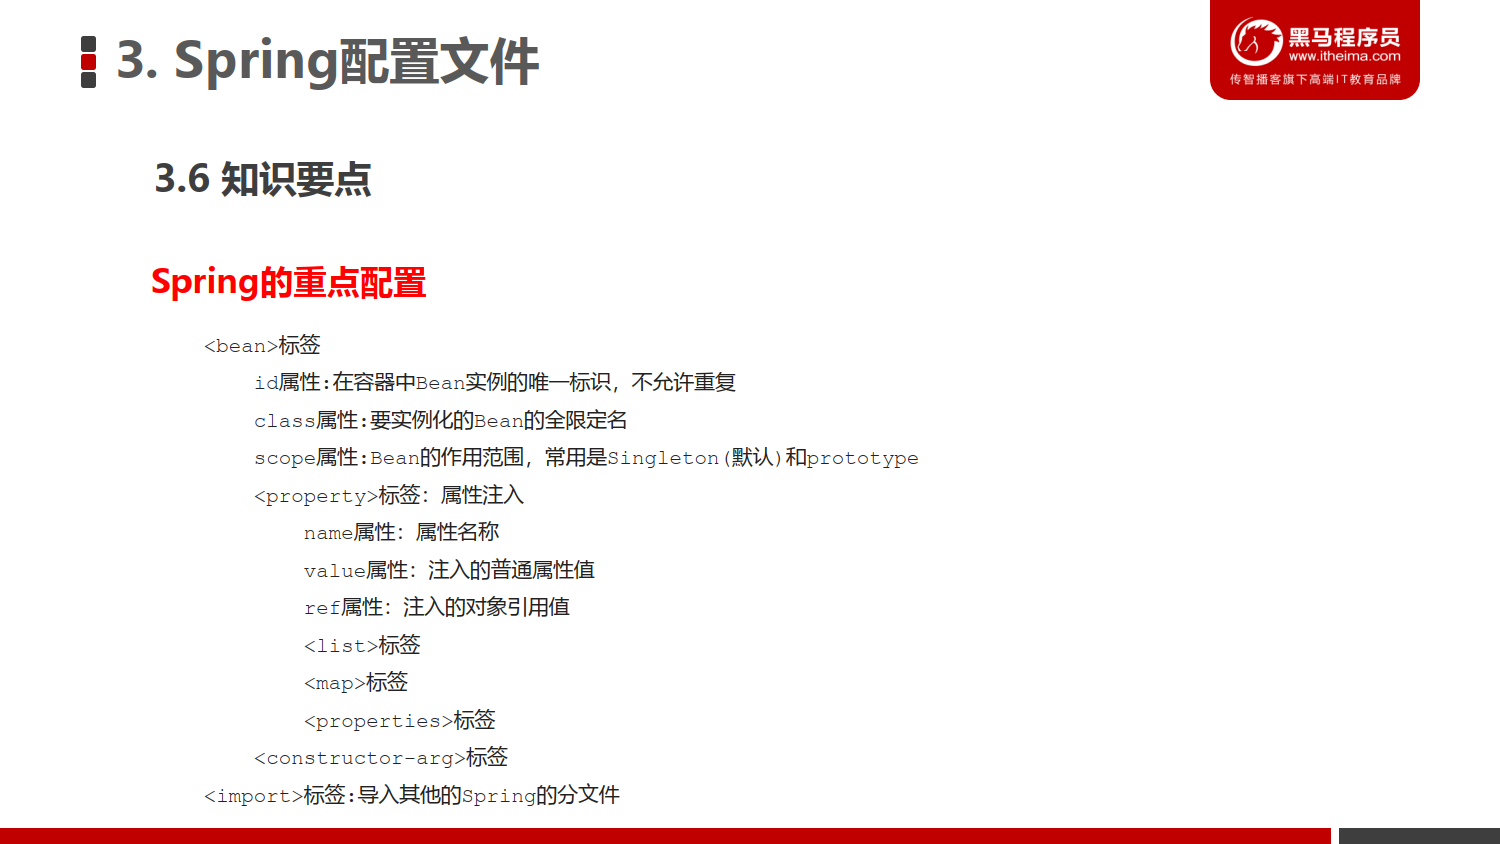 3. Spring配置文件
黑马程序员
www.itheima.com
传智播客旗下高端IT教育品牌
3.6 知识要点
Spring的重点配置
<bean>标签
id属性:在容器中Bean实例的唯一标识，不允许重复
class属性:要实例化的Bean的全限定名
scope属性:Bean的作用范围，常用是Singleton(默认)和prototype
<property>标签：属性注入
name属性：属性名称
value属性：注入的普通属性值
ref属性：注入的对象引用值
<list>标签
<map>标签
<properties>标签
<constructor-arg>标签
<import>标签:导入其他的Spring的分文件